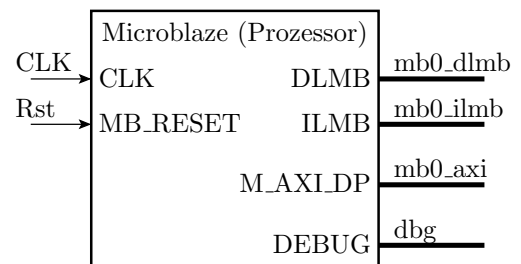 Microblaze (Prozessor)
CLK CLK DLMB mb0_dlmb
Rst MB_RESET ILMB mb0_ilmb
M_AXI_DP mb0_axi
DEBUG dbg